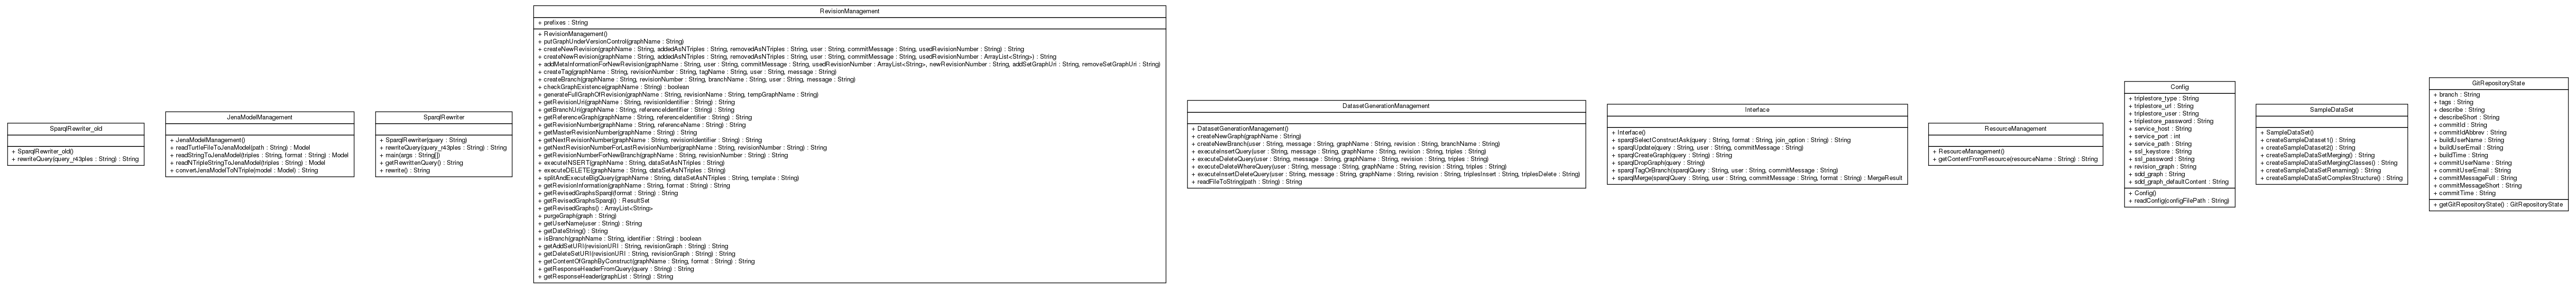 SparqlRewriter_old
+ SparqlRewriter_old()
+ rewriteQuery(query_r43ples : String) : String
JenaModelManagement
+ JenaModelManagement()
+ readTurtleFileToJenaModel(path : String) : Model
+ readStringToJenaModel(triples : String, format : String) : Model
+ readNTripleStringToJenaModel(triples : String) : Model
+ convertJenaModelToNTriple(model : Model) : String
SparqlRewriter
+ SparqlRewriter(query : String)
+ rewriteQuery(query_r43ples : String) : String
+ main(args : String[])
+ getRewrittenQuery() : String
+ rewrite() : String
RevisionManagement
+ prefixes : String
+ RevisionManagement()
+ putGraphUnderVersionControl(graphName : String)
+ createNewRevision(graphName : String, addedAsNTriples : String, removedAsNTriples : String, user : String, commitMessage : String, usedRevisionNumber : String) : String
+ createNewRevision(graphName : String, addedAsNTriples : String, removedAsNTriples : String, user : String, commitMessage : String, usedRevisionNumber : ArrayList<String>) : String
+ addMetaInformationForNewRevision(graphName : String, user : String, commitMessage : String, usedRevisionNumber : ArrayList<String>, newRevisionNumber : String, addSetGraphUri : String, removeSetGraphUri : String)
+ createTag(graphName : String, revisionNumber : String, tagName : String, user : String, message : String)
+ createBranch(graphName : String, revisionNumber : String, branchName : String, user : String, message : String)
+ checkGraphExistence(graphName : String) : boolean
+ generateFullGraphOfRevision(graphName : String, revisionName : String, tempGraphName : String)
+ getRevisionUri(graphName : String, revisionIdentifier : String) : String
+ getBranchUri(graphName : String, referenceIdentifier : String) : String
+ getReferenceGraph(graphName : String, referenceIdentifier : String) : String
+ getRevisionNumber(graphName : String, referenceName : String) : String
+ getMasterRevisionNumber(graphName : String) : String
+ getNextRevisionNumber(graphName : String, revisionIdentifier : String) : String
+ getNextRevisionNumberForLastRevisionNumber(graphName : String, revisionNumber : String) : String
+ getRevisionNumberForNewBranch(graphName : String, revisionNumber : String) : String
+ executeINSERT(graphName : String, dataSetAsNTriples : String)
+ executeDELETE(graphName : String, dataSetAsNTriples : String)
+ splitAndExecuteBigQuery(graphName : String, dataSetAsNTriples : String, template : String)
+ getRevisionInformation(graphName : String, format : String) : String
+ getRevisedGraphsSparql(format : String) : String
+ getRevisedGraphsSparql() : ResultSet
+ getRevisedGraphs() : ArrayList<String>
+ purgeGraph(graph : String)
+ getUserName(user : String) : String
+ getDateString() : String
+ isBranch(graphName : String, identifier : String) : boolean
+ getAddSetURI(revisionURI : String, revisionGraph : String) : String
+ getDeleteSetURI(revisionURI : String, revisionGraph : String) : String
+ getContentOfGraphByConstruct(graphName : String, format : String) : String
+ getResponseHeaderFromQuery(query : String) : String
+ getResponseHeader(graphList : String) : String
DatasetGenerationManagement
+ DatasetGenerationManagement()
+ createNewGraph(graphName : String)
+ createNewBranch(user : String, message : String, graphName : String, revision : String, branchName : String)
+ executeInsertQuery(user : String, message : String, graphName : String, revision : String, triples : String)
+ executeDeleteQuery(user : String, message : String, graphName : String, revision : String, triples : String)
+ executeDeleteWhereQuery(user : String, message : String, graphName : String, revision : String, triples : String)
+ executeInsertDeleteQuery(user : String, message : String, graphName : String, revision : String, triplesInsert : String, triplesDelete : String)
+ readFileToString(path : String) : String
Interface
+ Interface()
+ sparqlSelectConstructAsk(query : String, format : String, join_option : String) : String
+ sparqlUpdate(query : String, user : String, commitMessage : String)
+ sparqlCreateGraph(query : String) : String
+ sparqlDropGraph(query : String)
+ sparqlTagOrBranch(sparqlQuery : String, user : String, commitMessage : String)
+ sparqlMerge(sparqlQuery : String, user : String, commitMessage : String, format : String) : MergeResult
ResourceManagement
+ ResourceManagement()
+ getContentFromResource(resourceName : String) : String
Config
+ triplestore_type : String
+ triplestore_url : String
+ triplestore_user : String
+ triplestore_password : String
+ service_host : String
+ service_port : int
+ service_path : String
+ ssl_keystore : String
+ ssl_password : String
+ revision_graph : String
+ sdd_graph : String
+ sdd_graph_defaultContent : String
+ Config()
+ readConfig(configFilePath : String)
SampleDataSet
+ SampleDataSet()
+ createSampleDataset1() : String
+ createSampleDataset2() : String
+ createSampleDataSetMerging() : String
+ createSampleDataSetMergingClasses() : String
+ createSampleDataSetRenaming() : String
+ createSampleDataSetComplexStructure() : String
GitRepositoryState
+ branch : String
+ tags : String
+ describe : String
+ describeShort : String
+ commitId : String
+ commitIdAbbrev : String
+ buildUserName : String
+ buildUserEmail : String
+ buildTime : String
+ commitUserName : String
+ commitUserEmail : String
+ commitMessageFull : String
+ commitMessageShort : String
+ commitTime : String
+ getGitRepositoryState() : GitRepositoryState